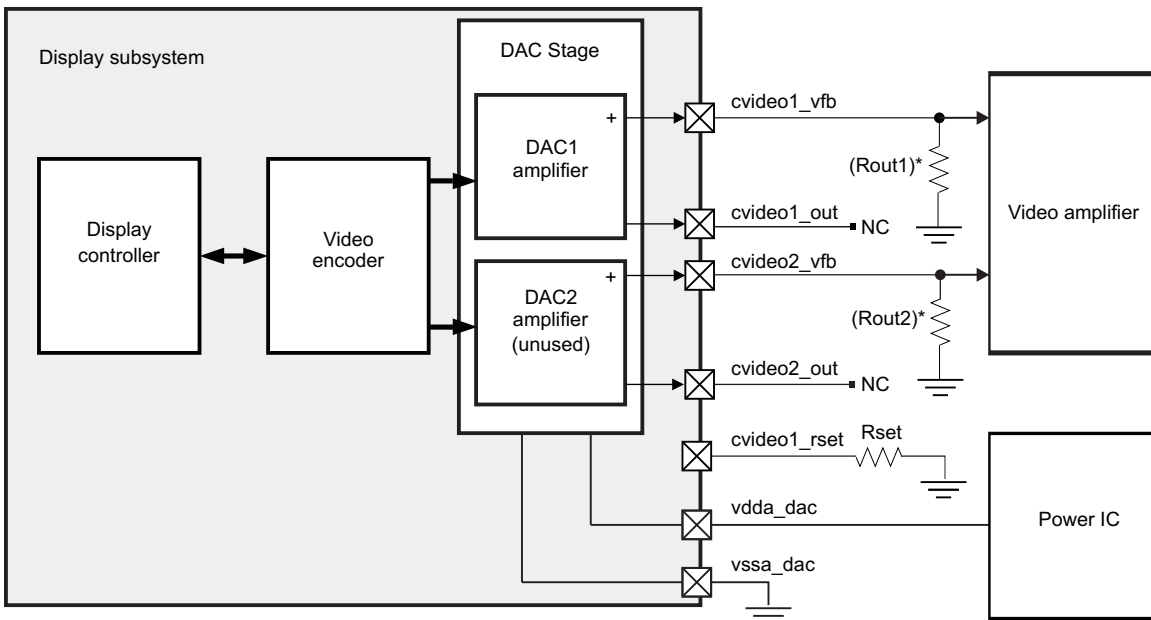 Display subsystem
DAC Stage
DAC1
amplifier
+
DAC2
amplifier
(unused)
+
Display
controller
Video
encoder
cvideo1_vfb
(Rout1)*
cvideo1_out
NC
cvideo2_vfb
(Rout2)*
cvideo2_out
NC
cvideo1_rset
Rset
vdda_dac
vssa_dac
Video amplifier
Power IC